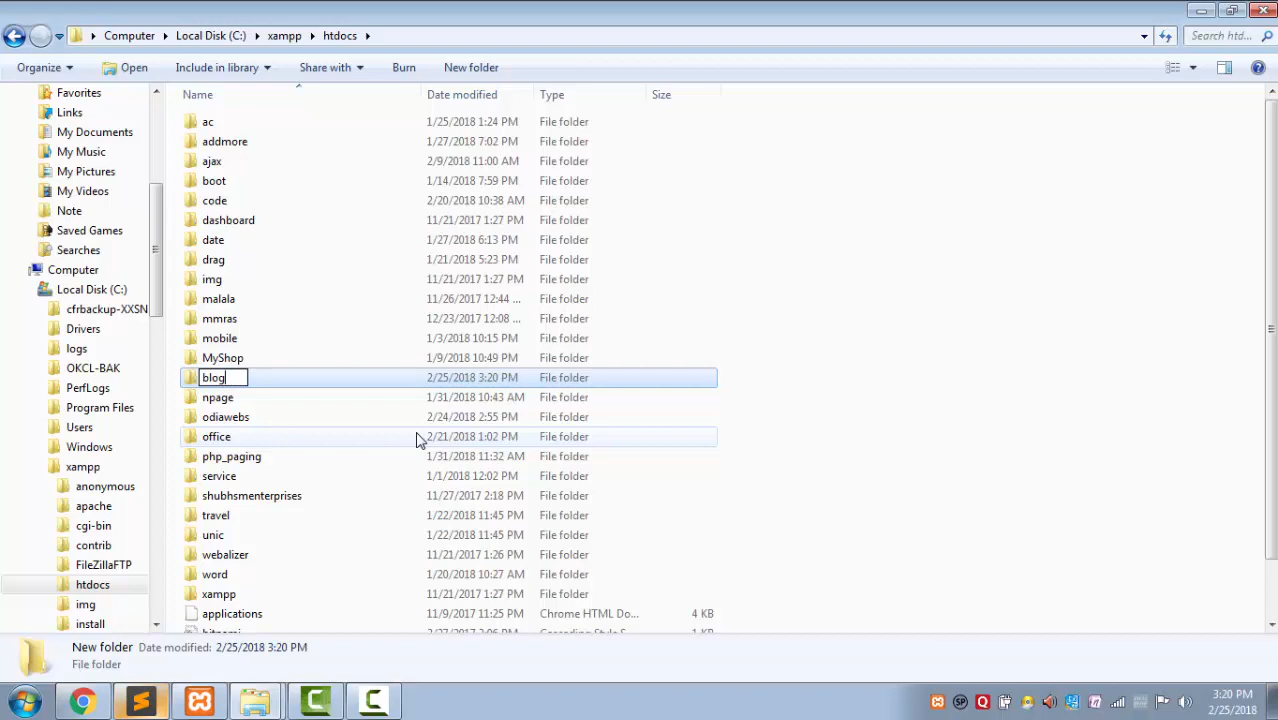 Computer Local Disk (C:) xampp htdocs
Search htd...
Organize Open Include in library Share with Burn New folder
Name Date modified Type Size
Favorites
Links
My Documents
My Music
My Pictures
My Videos
Note
Saved Games
Searches
Computer
Local Disk (C:)
cfrbackup-XXSN
Drivers
logs
OKCL-BAK
PerfLogs
Program Files
Users
Windows
xampp
anonymous
apache
cgi-bin
contrib
FileZillaFTP
htdocs
img
install
ac 1/25/2018 1:24 PM File folder
addmore 1/27/2018 7:02 PM File folder
ajax 2/9/2018 11:00 AM File folder
boot 1/14/2018 7:59 PM File folder
code 2/20/2018 10:38 AM File folder
dashboard 11/21/2017 1:27 PM File folder
date 1/27/2018 6:13 PM File folder
drag 1/21/2018 5:23 PM File folder
img 11/21/2017 1:27 PM File folder
malala 11/26/2017 12:44 ... File folder
mmras 12/23/2017 12:08 ... File folder
mobile 1/3/2018 10:15 PM File folder
MyShop 1/9/2018 10:49 PM File folder
blog 2/25/2018 3:20 PM File folder
npage 1/31/2018 10:43 AM File folder
odiawebs 2/24/2018 2:55 PM File folder
office 2/21/2018 1:02 PM File folder
php_paging 1/31/2018 11:32 AM File folder
service 1/1/2018 12:02 PM File folder
shubhsmenterprises 11/27/2017 2:18 PM File folder
travel 1/22/2018 11:45 PM File folder
unic 1/22/2018 11:45 PM File folder
webalizer 11/21/2017 1:26 PM File folder
word 1/20/2018 10:27 AM File folder
xampp 11/21/2017 1:27 PM File folder
applications 11/9/2017 11:25 PM Chrome HTML Do... 4 KB
New folder Date modified: 2/25/2018 3:20 PM
File folder
3:20 PM
2/25/2018